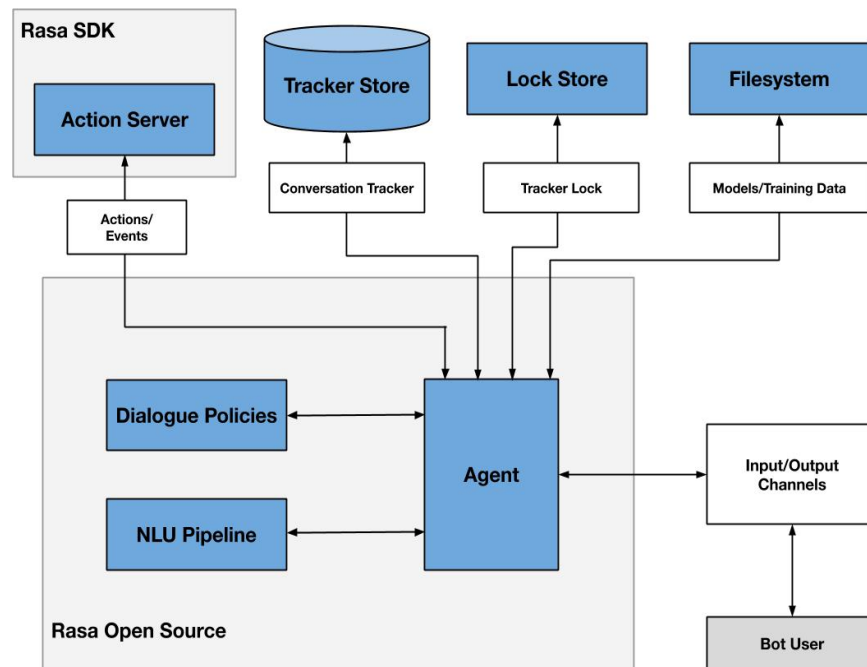 Rasa SDK
Action Server
Tracker Store
Lock Store
Filesystem
Conversation Tracker
Tracker Lock
Models/Training Data
Actions/
Events
Dialogue Policies
Agent
NLU Pipeline
Input/Output
Channels
Rasa Open Source
Bot User